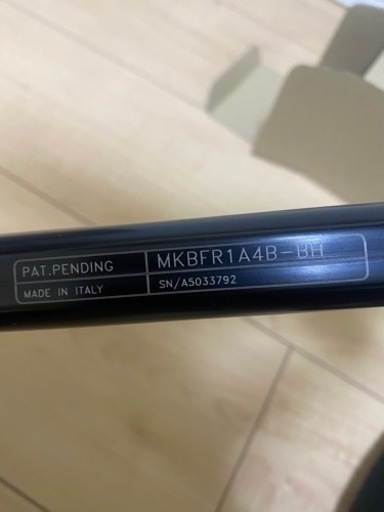 PAT.PENDING
MKBFR1A4B-BH
MADE IN ITALY
SN/A5033792